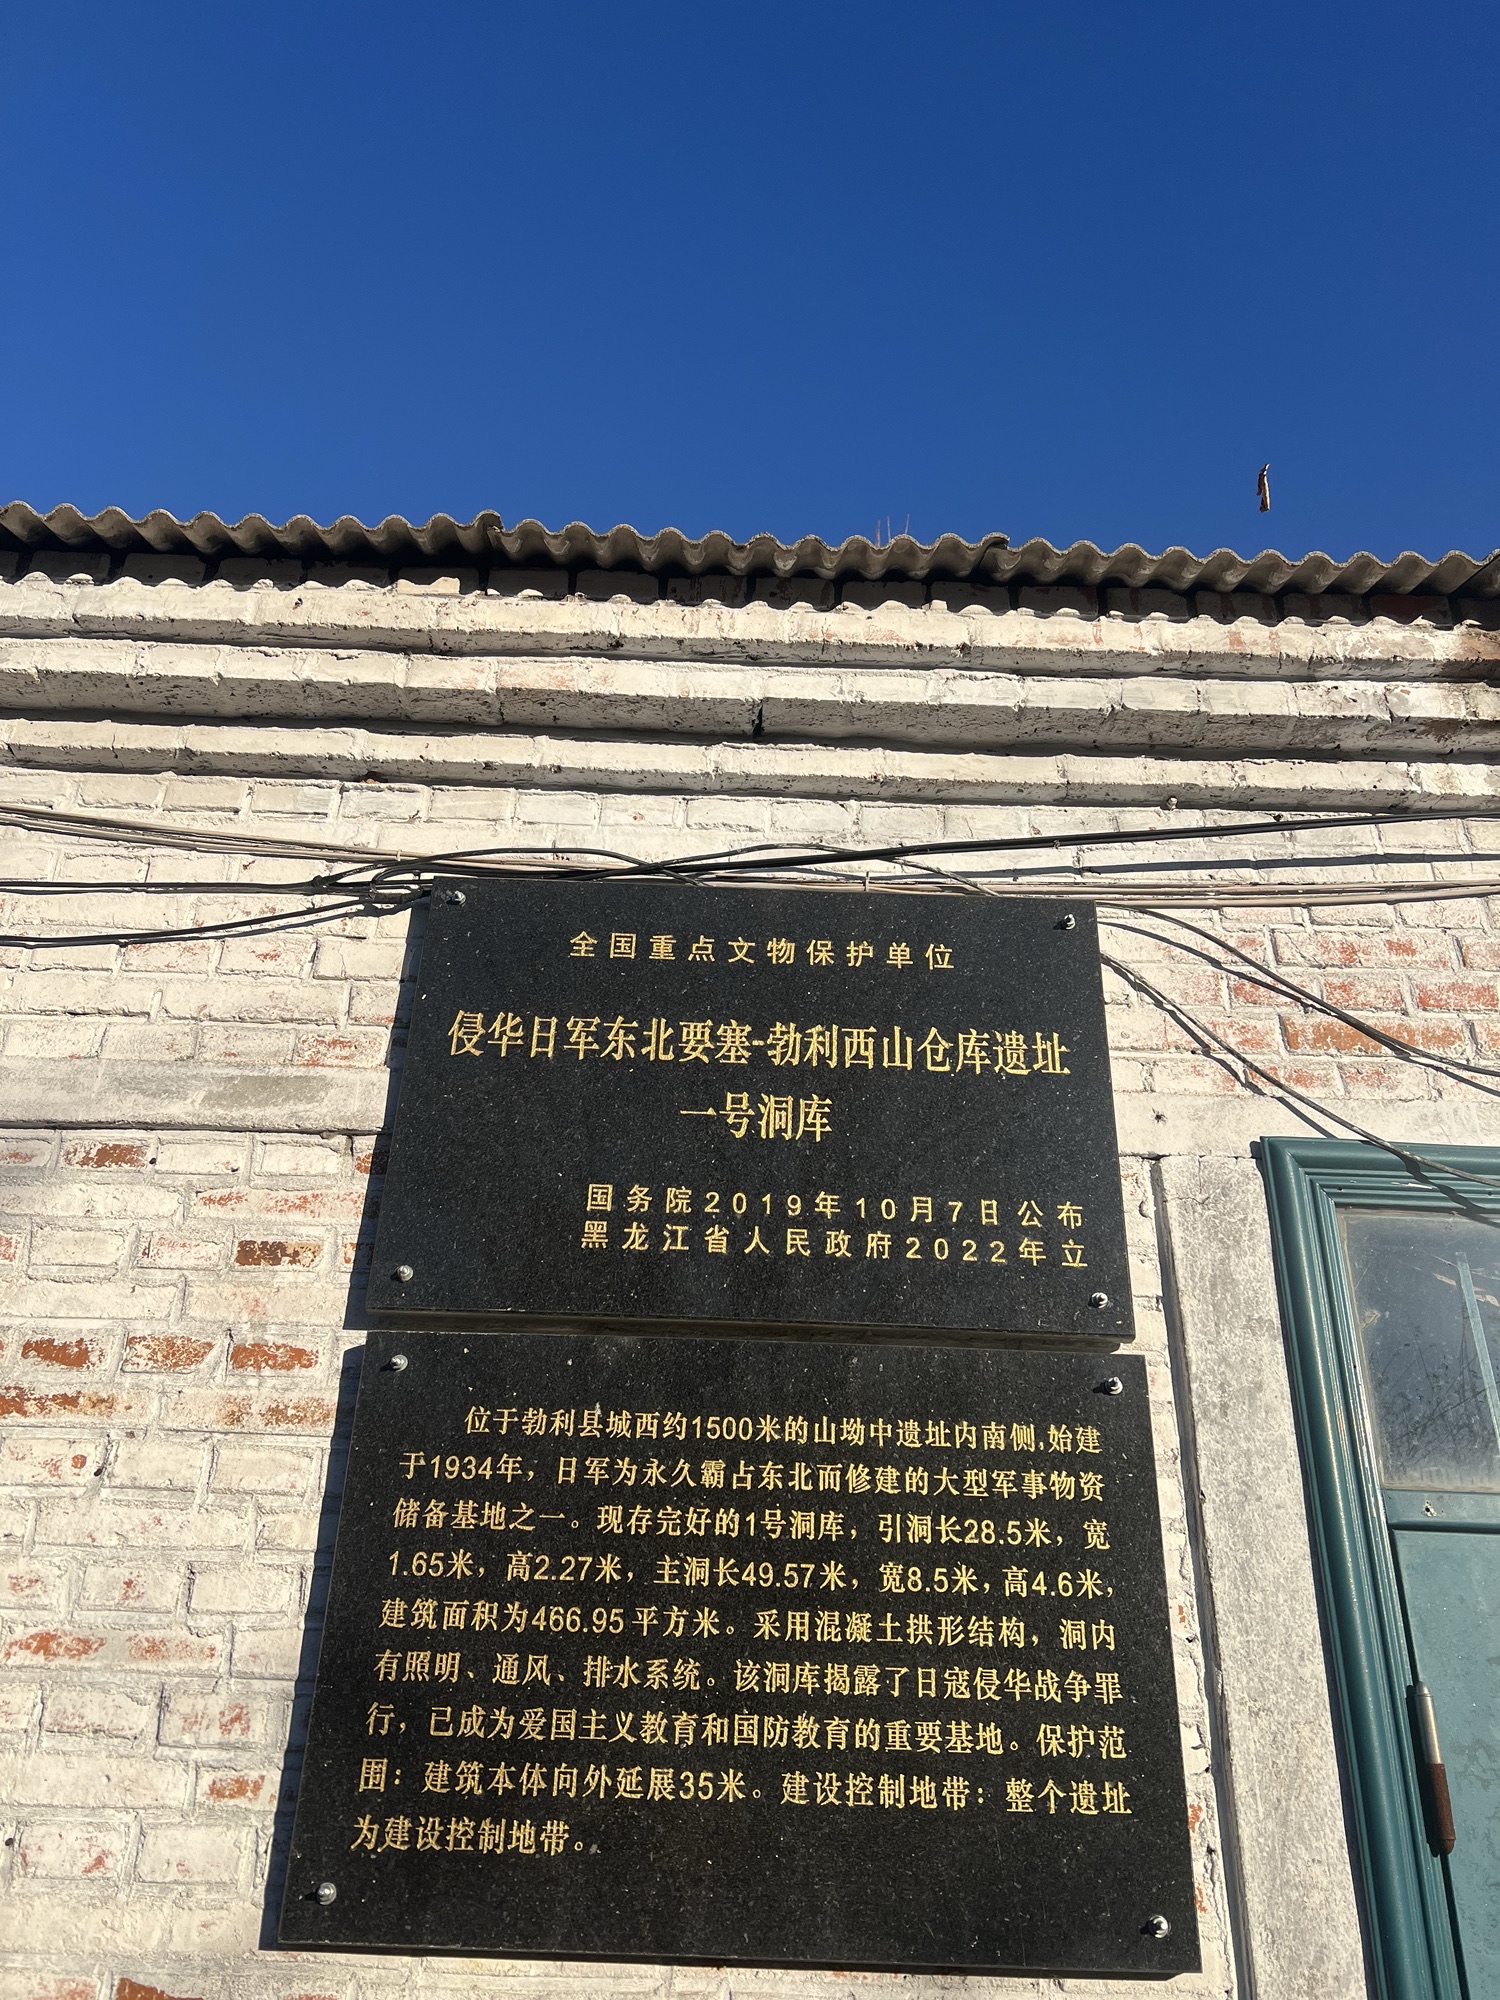 全国重点文物保护单位
侵华日军东北要塞-勃利西山仓库遗址
一号洞库
国务院2019年10月7日公布
黑龙江省人民政府2022年立
位于勃利县城西约1500米的山坳中遗址内南侧,始建
于1934年，日军为永久霸占东北而修建的大型军事物资
储备基地之一。现存完好的1号洞库，引洞长28.5米，宽
1.65米，高2.27米，主洞长49.57米，宽8.5米，高4.6米，
建筑面积为466.95平方米。采用混凝土拱形结构，洞内
有照明、通风、排水系统。该洞库揭露了日寇侵华战争罪
行，已成为爱国主义教育和国防教育的重要基地。保护范
围：建筑本体向外延展35米。建设控制地带：整个遗址
为建设控制地带。